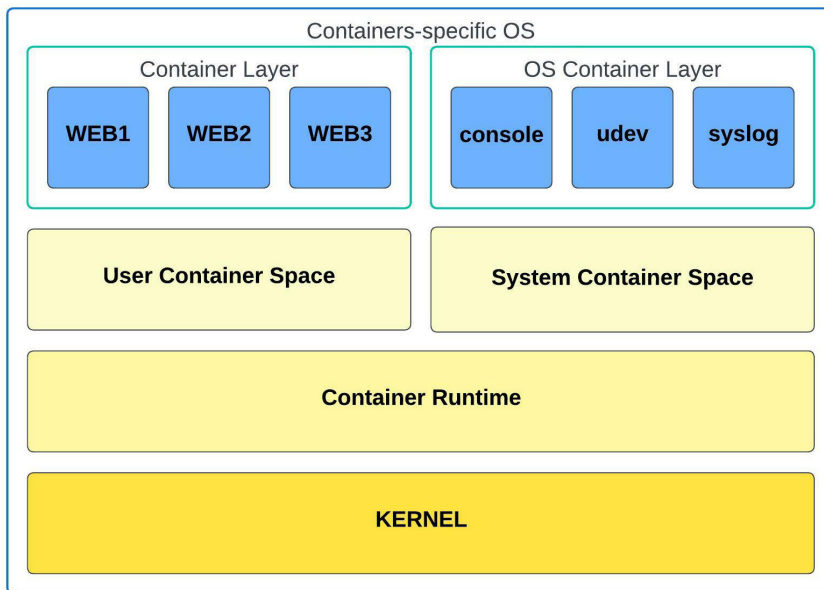 Containers-specific OS
Container Layer
WEB1
WEB2
WEB3
OS Container Layer
console
udev
syslog
User Container Space
System Container Space
Container Runtime
KERNEL